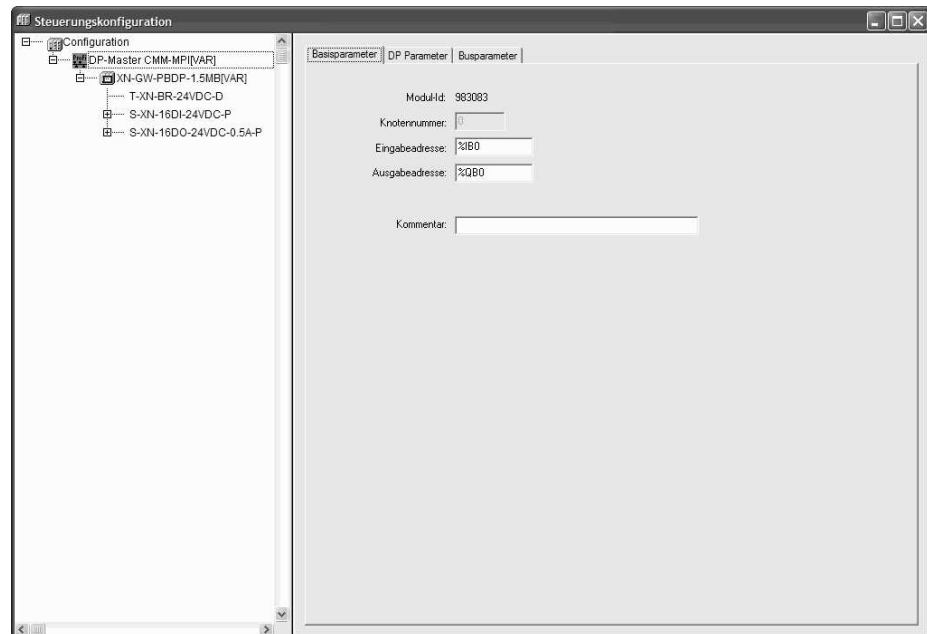 Steuerungskonfiguration
Configuration
DP-Master CMM-MPI[VAR]
XN-GW-PBDP-1.5MB[VAR]
T-XN-BR-24VDC-D
S-XN-16DI-24VDC-P
S-XN-16DO-24VDC-0.5A-P
Basisparameter DP Parameter Busparameter
Modul-Id: 983083
Knotennummer: 0
Eingabeadresse: %IB0
Ausgabeadresse: %QB0
Kommentar: